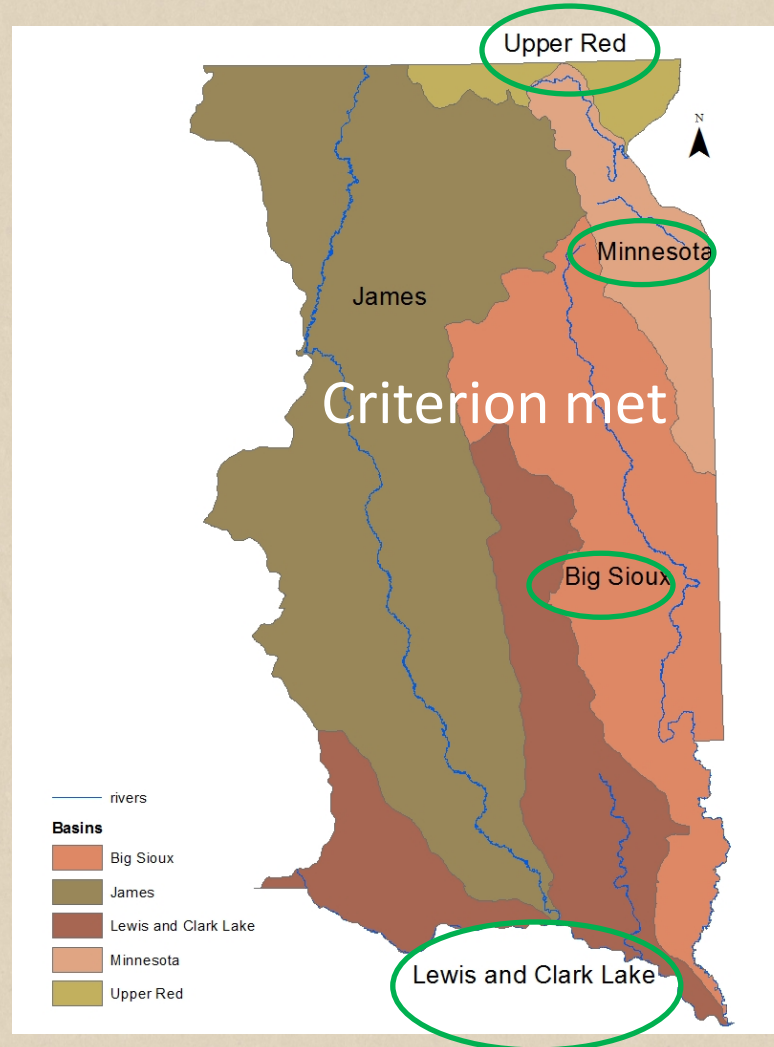 Upper Red
N
Minnesota
James
Criterion met
Big Sioux
rivers
Basins
Big Sioux
James
Lewis and Clark Lake
Minnesota
Upper Red
Lewis and Clark Lake